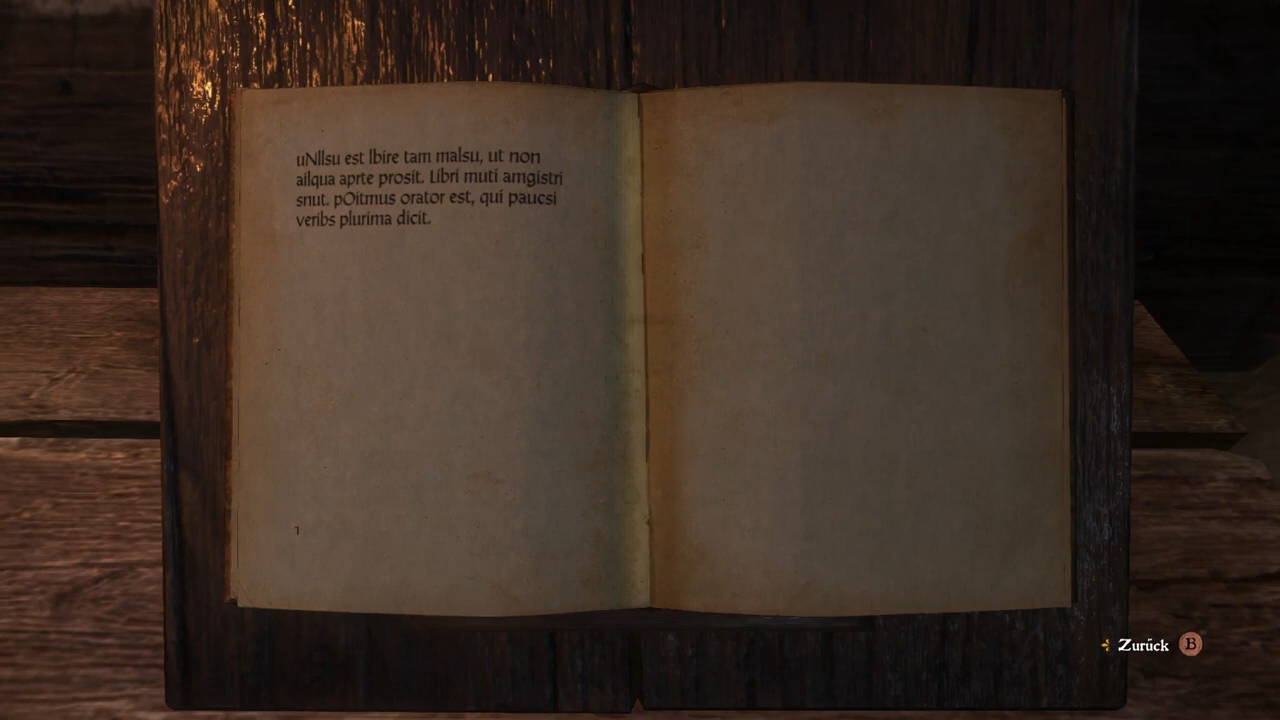 uNllsu est lbire tam malsu, ut non
ailqua aprte prosit. Libri muti amgistri
snut. pOitmus orator est, qui paucsi
veribs plurima dicit.
1
Zurück B